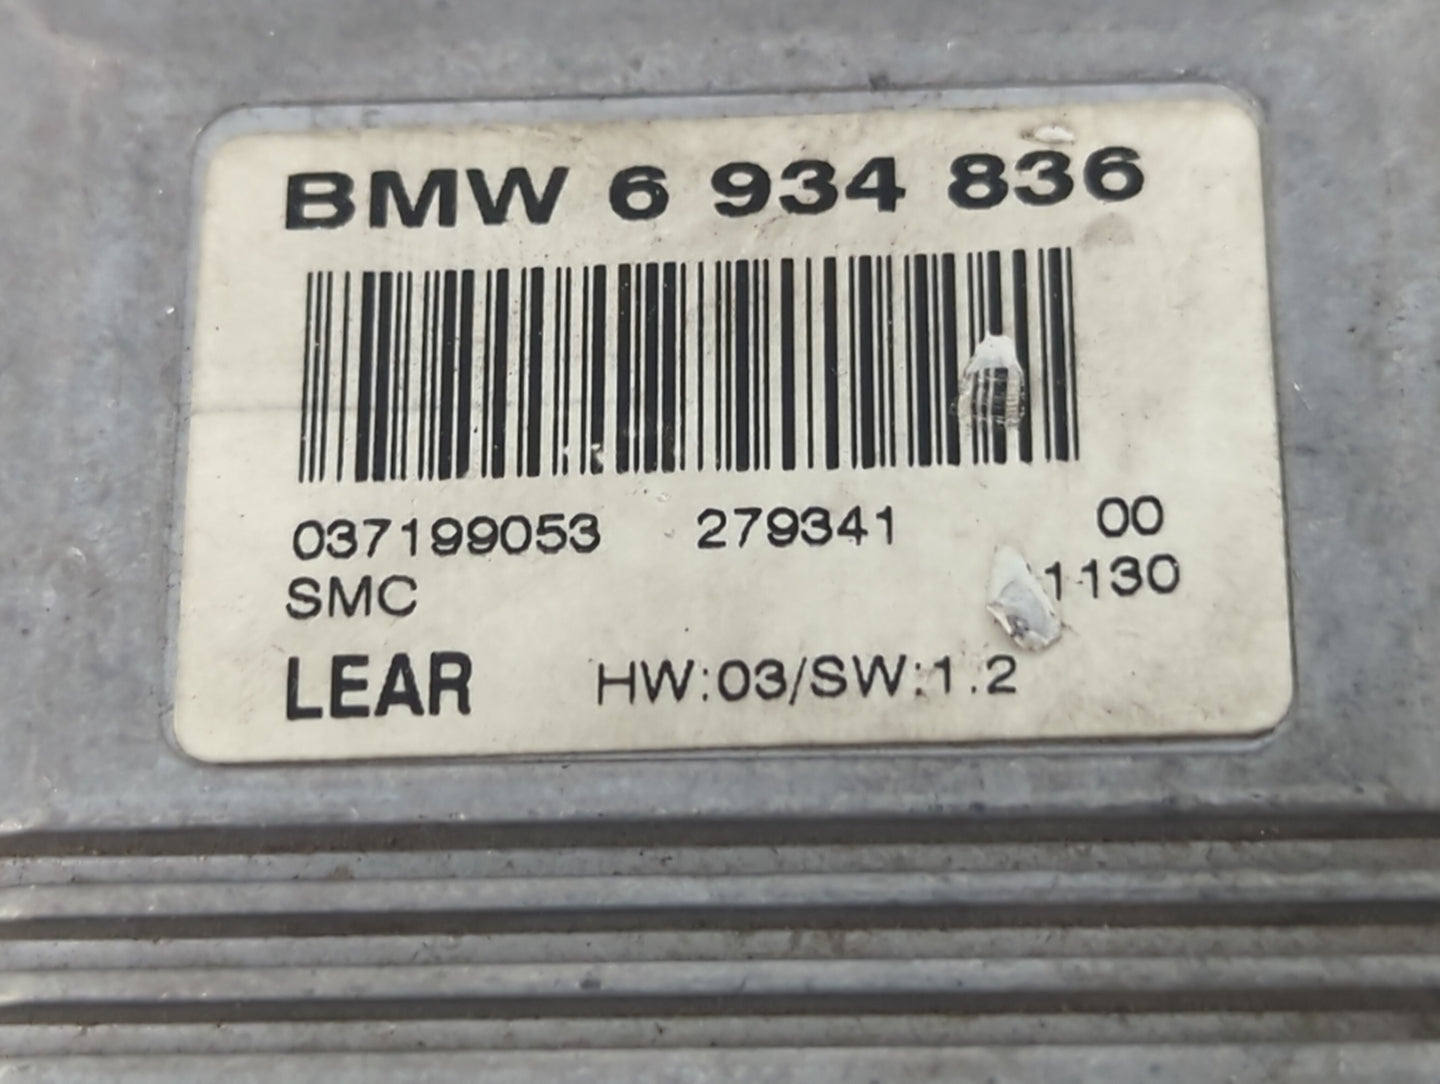 BMW 6 934 836
037199053 279341 00
SMC 1130
LEAR HW:03/SW:1.2